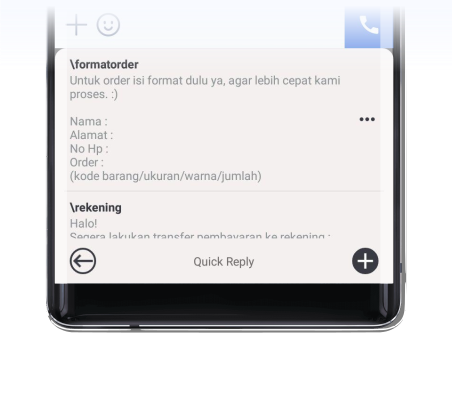 \formatorder
Untuk order isi format dulu ya, agar lebih cepat kami
proses. :)
Nama :
Alamat :
No Hp :
Order :
(kode barang/ukuran/warna/jumlah)
\rekening
Halo!
Segera lakukan transfer pembayaran ke rekening :
Quick Reply